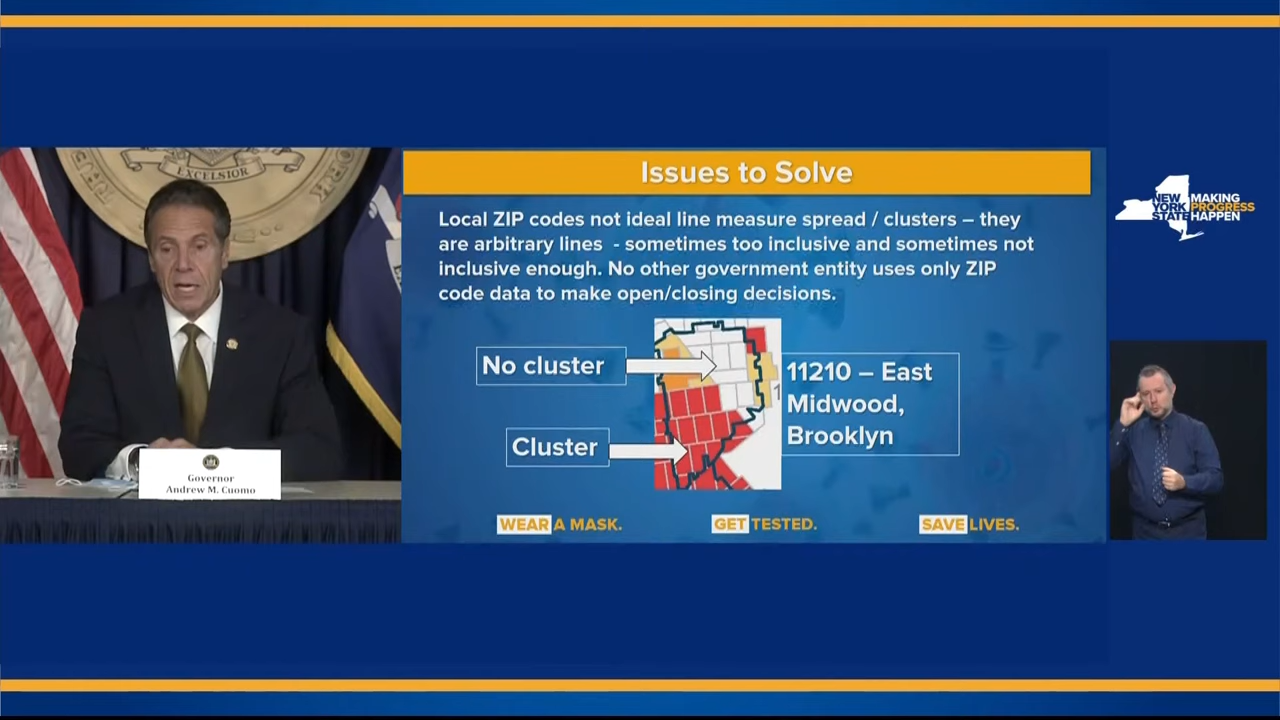 EXCELSIOR
Governor
Andrew M. Cuomo
Issues to Solve
Local ZIP codes not ideal line measure spread / clusters – they
are arbitrary lines  - sometimes too inclusive and sometimes not
inclusive enough. No other government entity uses only ZIP
code data to make open/closing decisions.
No cluster
Cluster
11210 – East
Midwood,
Brooklyn
WEAR A MASK.
GET TESTED.
SAVE LIVES.
NEW
YORK
STATE
MAKING
PROGRESS
HAPPEN